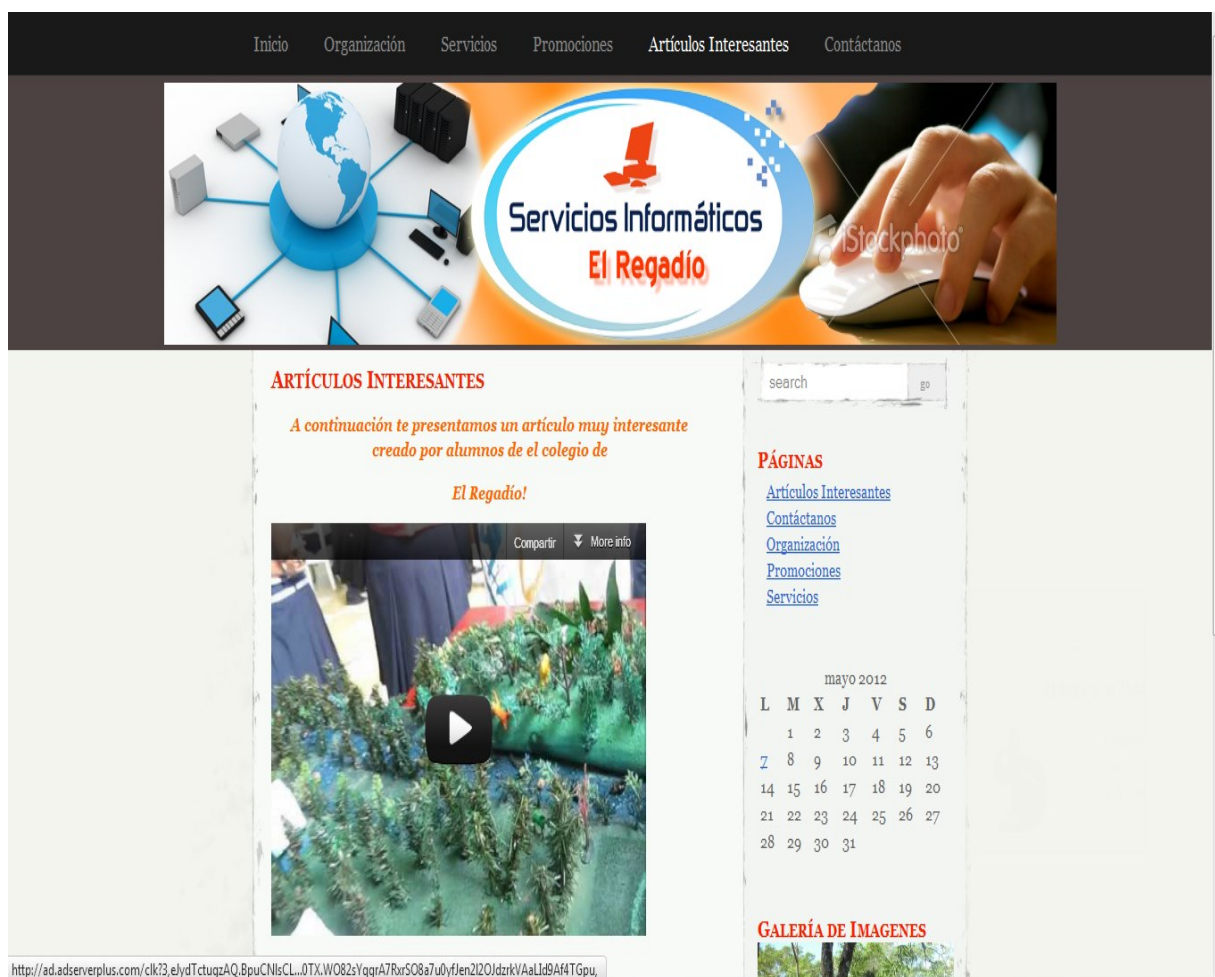 Inicio Organización Servicios Promociones Artículos Interesantes Contáctanos
Servicios Informáticos
El Regadío
iStockphoto
ARTÍCULOS INTERESANTES
A continuación te presentamos un artículo muy interesante
creado por alumnos de el colegio de
El Regadío!
Compartir More info
search go
PÁGINAS
Artículos Interesantes
Contáctanos
Organización
Promociones
Servicios
mayo 2012
L M X J V S D
1 2 3 4 5 6
7 8 9 10 11 12 13
14 15 16 17 18 19 20
21 22 23 24 25 26 27
28 29 30 31
GALERÍA DE IMAGENES